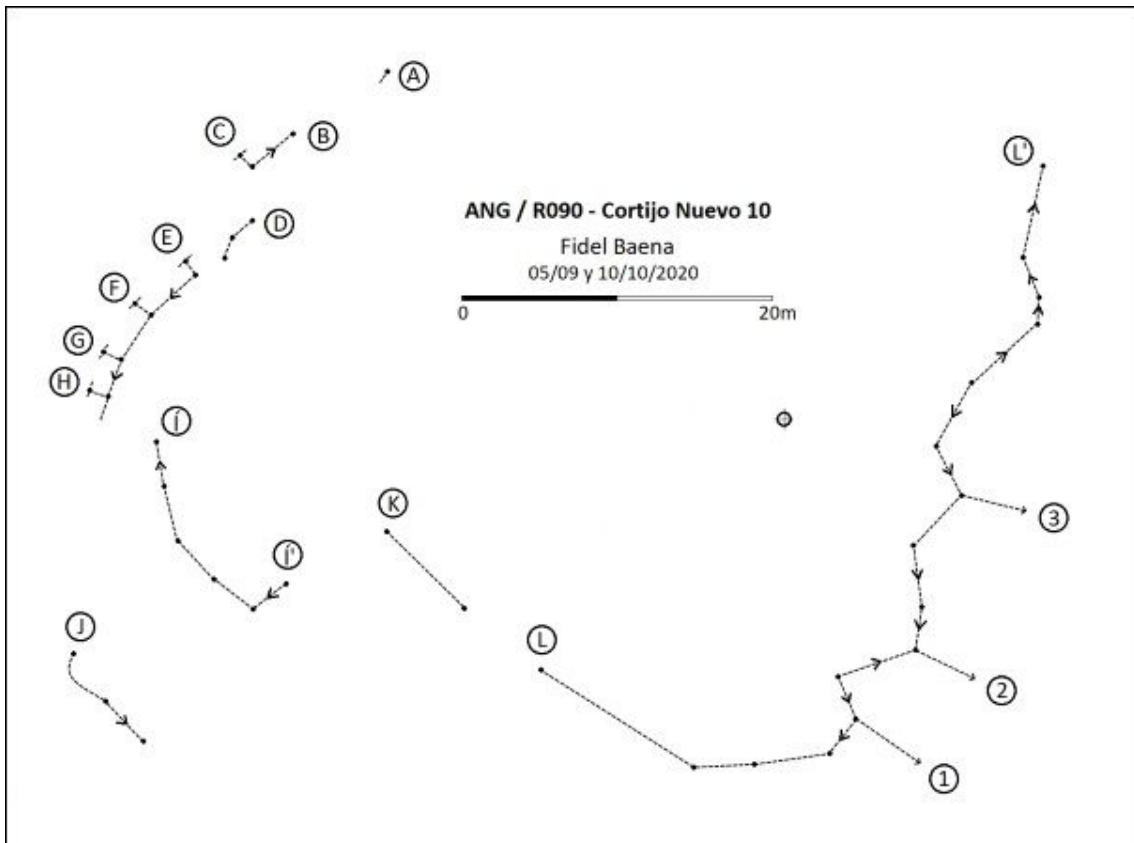 A
C
B
L'
ANG / R090 - Cortijo Nuevo 10
D
Fidel Baena
E
05/09 y 10/10/2020
F
0 20m
G
H
Í
K
3
Í'
J
L
2
1